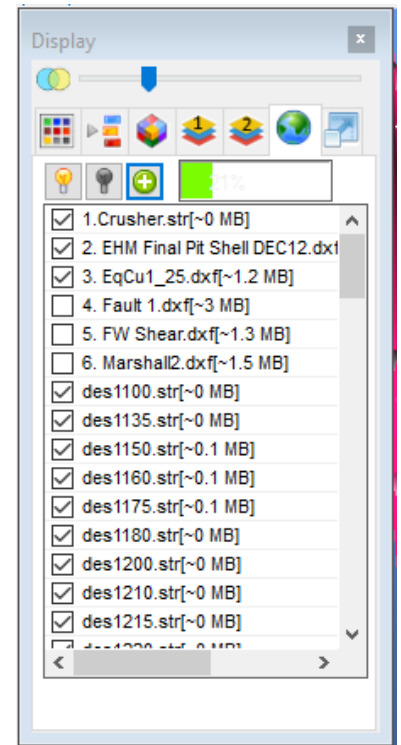 Display
x
1
2
21%
1.Crusher.str[~0 MB]
2. EHM Final Pit Shell DEC12.dxf
3. EqCu1_25.dxf[~1.2 MB]
4. Fault 1.dxf[~3 MB]
5. FW Shear.dxf[~1.3 MB]
6. Marshall2.dxf[~1.5 MB]
des1100.str[~0 MB]
des1135.str[~0 MB]
des1150.str[~0.1 MB]
des1160.str[~0.1 MB]
des1175.str[~0.1 MB]
des1180.str[~0 MB]
des1200.str[~0 MB]
des1210.str[~0 MB]
des1215.str[~0 MB]